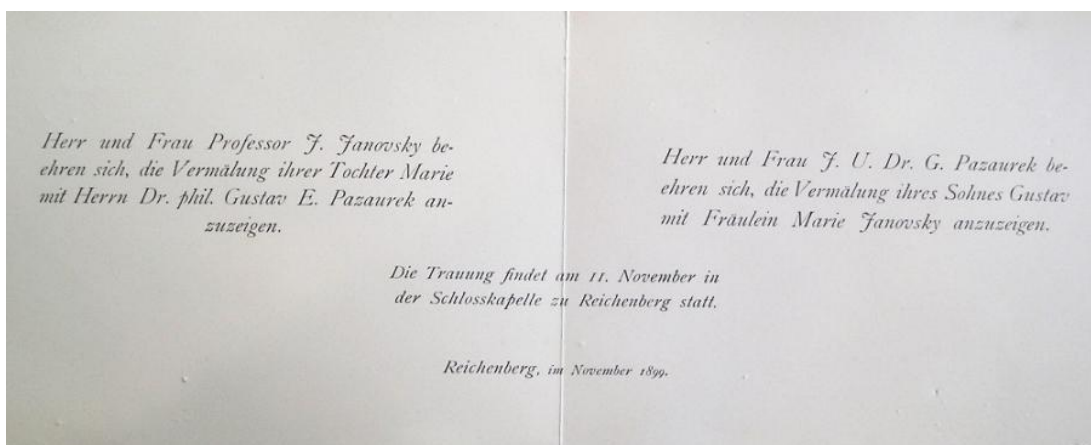 Herr und Frau Professor J. Janovsky be-
ehren sich, die Vermälung ihrer Tochter Marie
mit Herrn Dr. phil. Gustav E. Pazaurek an-
zuzeigen.
Herr und Frau J. U. Dr. G. Pazaurek be-
ehren sich, die Vermälung ihres Sohnes Gustav
mit Fräulein Marie Janovsky anzuzeigen.
Die Trauung findet am 11. November in
der Schlosskapelle zu Reichenberg statt.
Reichenberg, im November 1899.